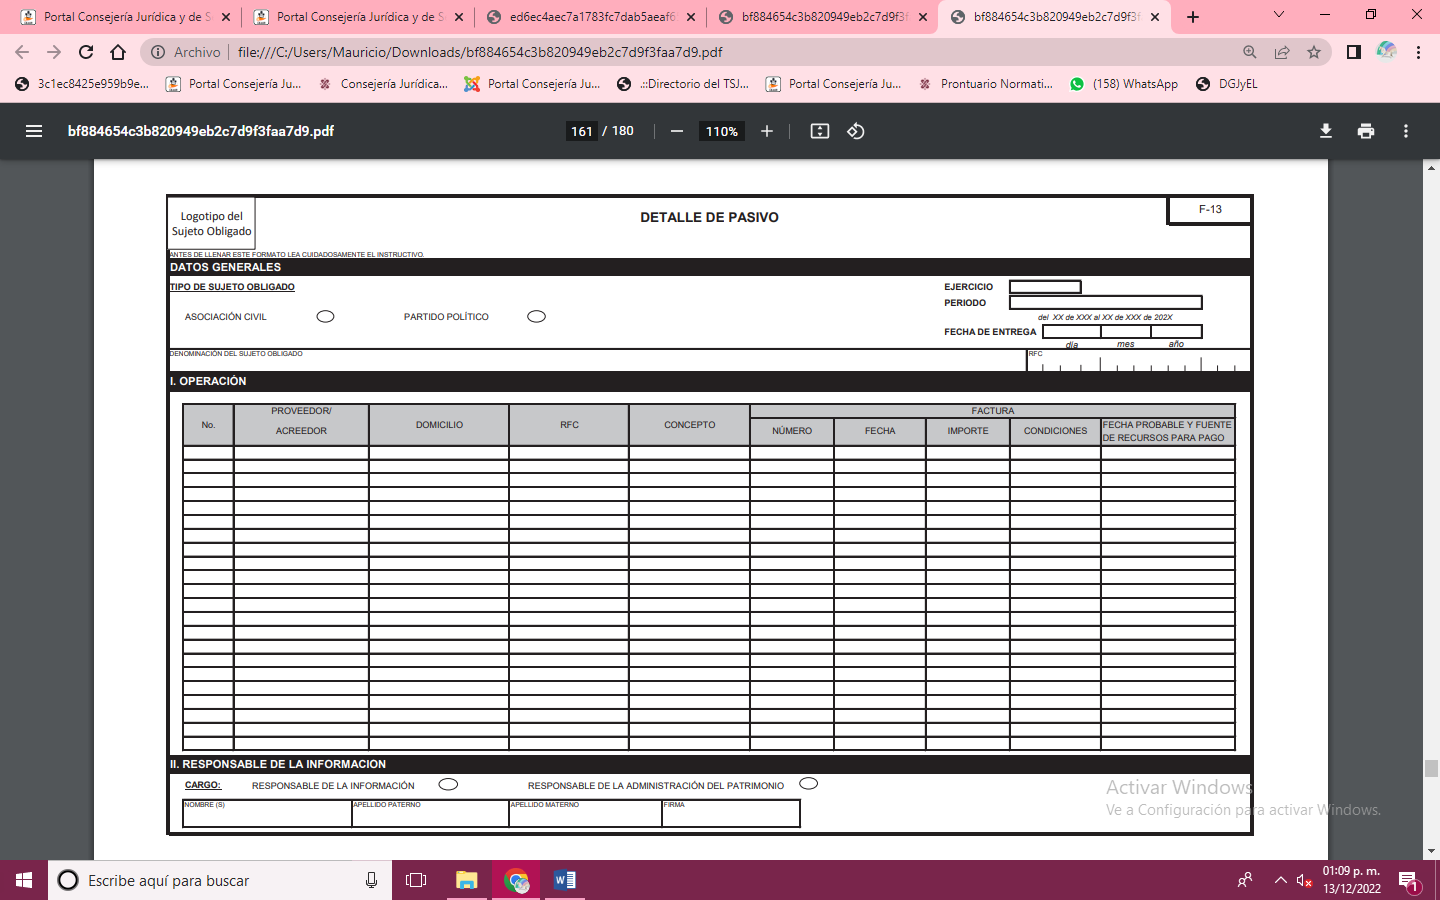 Portal Consejería Jurídica y de S
Portal Consejería Jurídica y de S
ed6ec4aec7a1783fc7dab5aeaf6
bf884654c3b820949eb2c7d9f3f
bf884654c3b820949eb2c7d9f3f
Archivo file:///C:/Users/Mauricio/Downloads/bf884654c3b820949eb2c7d9f3faa7d9.pdf
3c1ec8425e959b9e... Portal Consejería Ju... Consejería Jurídica... Portal Consejería Ju... .::Directorio del TSJ... Portal Consejería Ju... Prontuario Normati... (158) WhatsApp DGJyEL
bf884654c3b820949eb2c7d9f3faa7d9.pdf 161 / 180 110%
Logotipo del
Sujeto Obligado
DETALLE DE PASIVO
F-13
ANTES DE LLENAR ESTE FORMATO LEA CUIDADOSAMENTE EL INSTRUCTIVO.
DATOS GENERALES
TIPO DE SUJETO OBLIGADO
EJERCICIO
PERIODO
ASOCIACIÓN CIVIL PARTIDO POLÍTICO
del XX de XXX al XX de XXX de 202X
FECHA DE ENTREGA
día mes año
DENOMINACIÓN DEL SUJETO OBLIGADO
RFC
I. OPERACIÓN
No.
PROVEEDOR/
ACREEDOR
DOMICILIO
RFC
CONCEPTO
FACTURA
NÚMERO
FECHA
IMPORTE
CONDICIONES
FECHA PROBABLE Y FUENTE
DE RECURSOS PARA PAGO
II. RESPONSABLE DE LA INFORMACION
CARGO: RESPONSABLE DE LA INFORMACIÓN RESPONSABLE DE LA ADMINISTRACIÓN DEL PATRIMONIO
NOMBRE (S) APELLIDO PATERNO APELLIDO MATERNO FIRMA
Activar Windows
Ve a Configuración para activar Windows.
Escribe aquí para buscar
01:09 p. m.
13/12/2022
1